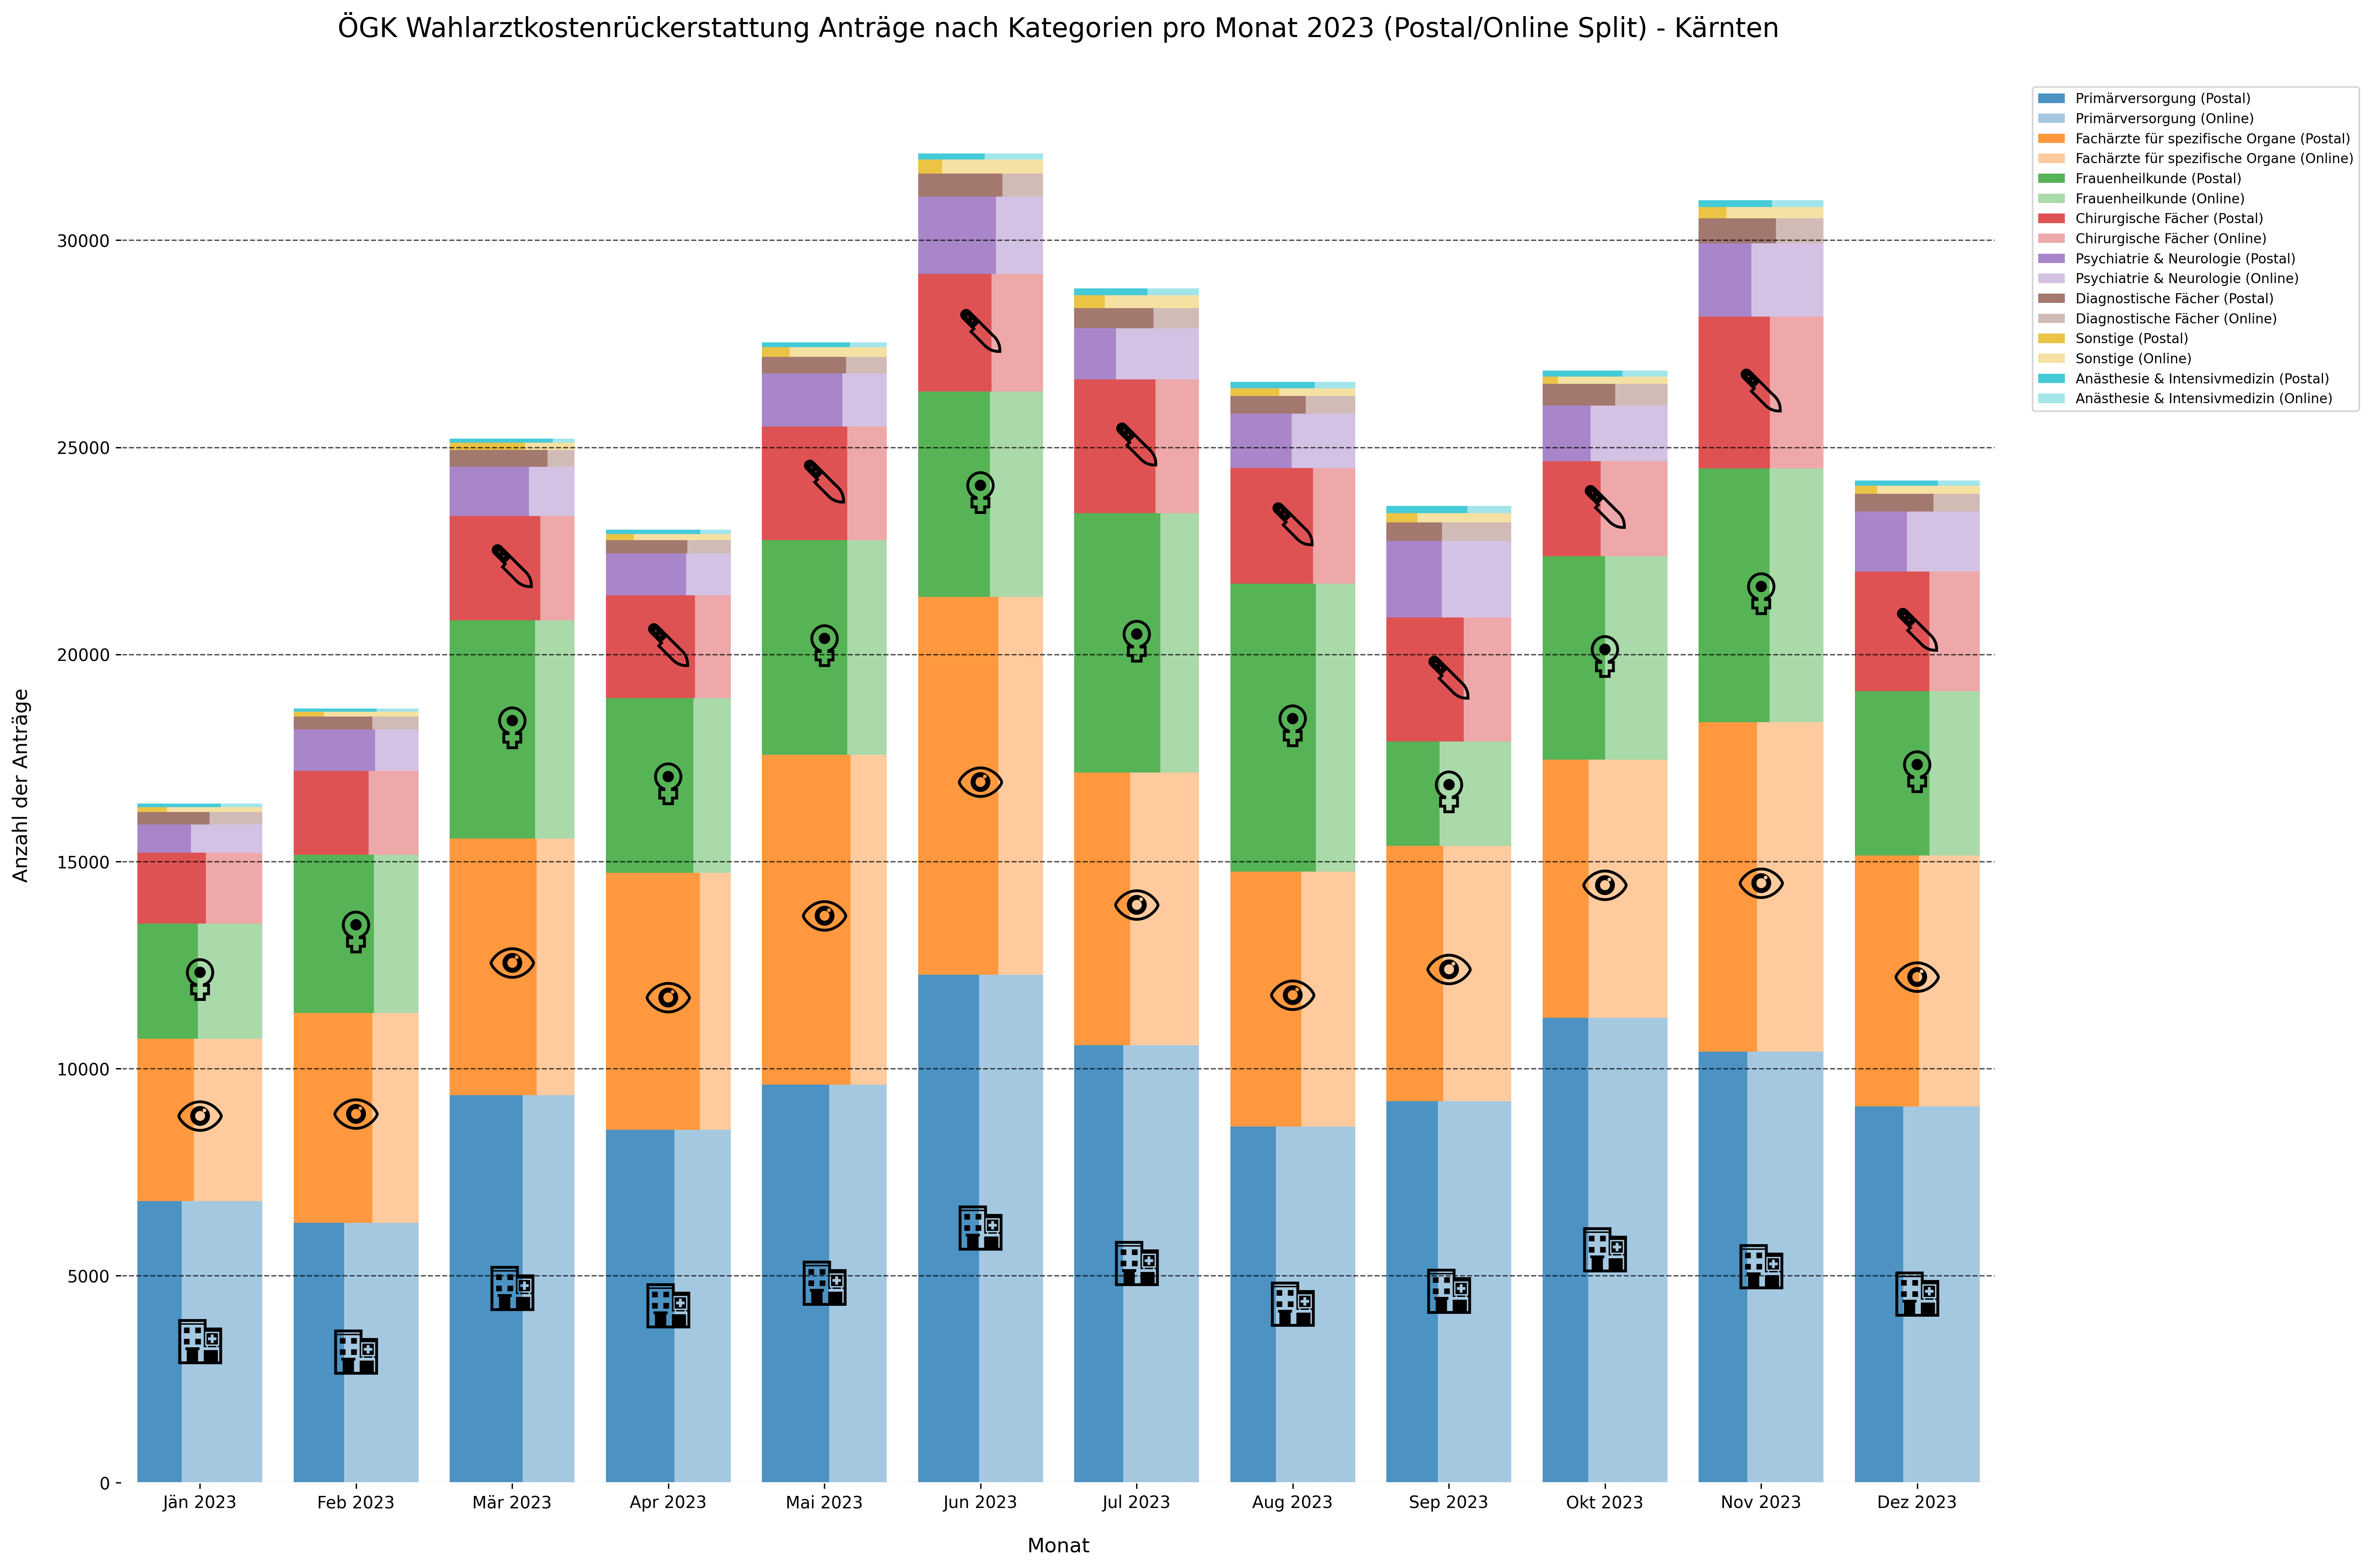 ÖGK Wahlarztkostenrückerstattung Anträge nach Kategorien pro Monat 2023 (Postal/Online Split) - Kärnten
Primärversorgung (Postal)
Primärversorgung (Online)
Fachärzte für spezifische Organe (Postal)
Fachärzte für spezifische Organe (Online)
Frauenheilkunde (Postal)
Frauenheilkunde (Online)
Chirurgische Fächer (Postal)
Chirurgische Fächer (Online)
Psychiatrie & Neurologie (Postal)
Psychiatrie & Neurologie (Online)
Diagnostische Fächer (Postal)
Diagnostische Fächer (Online)
Sonstige (Postal)
Sonstige (Online)
Anästhesie & Intensivmedizin (Postal)
Anästhesie & Intensivmedizin (Online)
Anzahl der Anträge
30000
25000
20000
15000
10000
5000
0
Jän 2023
Feb 2023
Mär 2023
Apr 2023
Mai 2023
Jun 2023
Jul 2023
Aug 2023
Sep 2023
Okt 2023
Nov 2023
Dez 2023
Monat